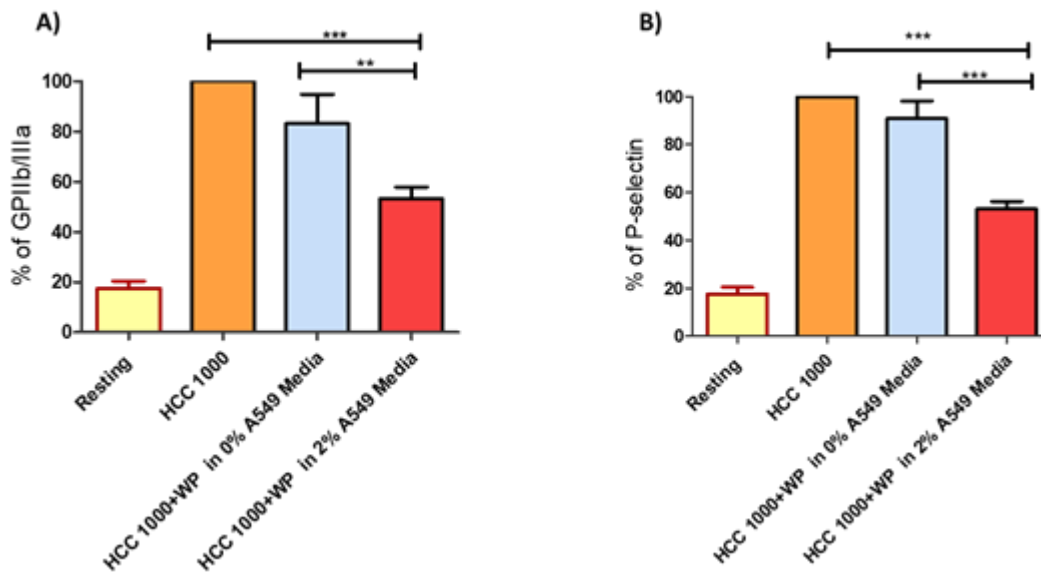 A)
***
**
% of GPIIb/IIIa
100
80
60
40
20
0
Resting
HCC 1000
HCC 1000+WP in 0% A549 Media
HCC 1000+WP in 2% A549 Media
B)
***
***
% of P-selectin
100
80
60
40
20
0
Resting
HCC 1000
HCC 1000+WP in 0% A549 Media
HCC 1000+WP in 2% A549 Media